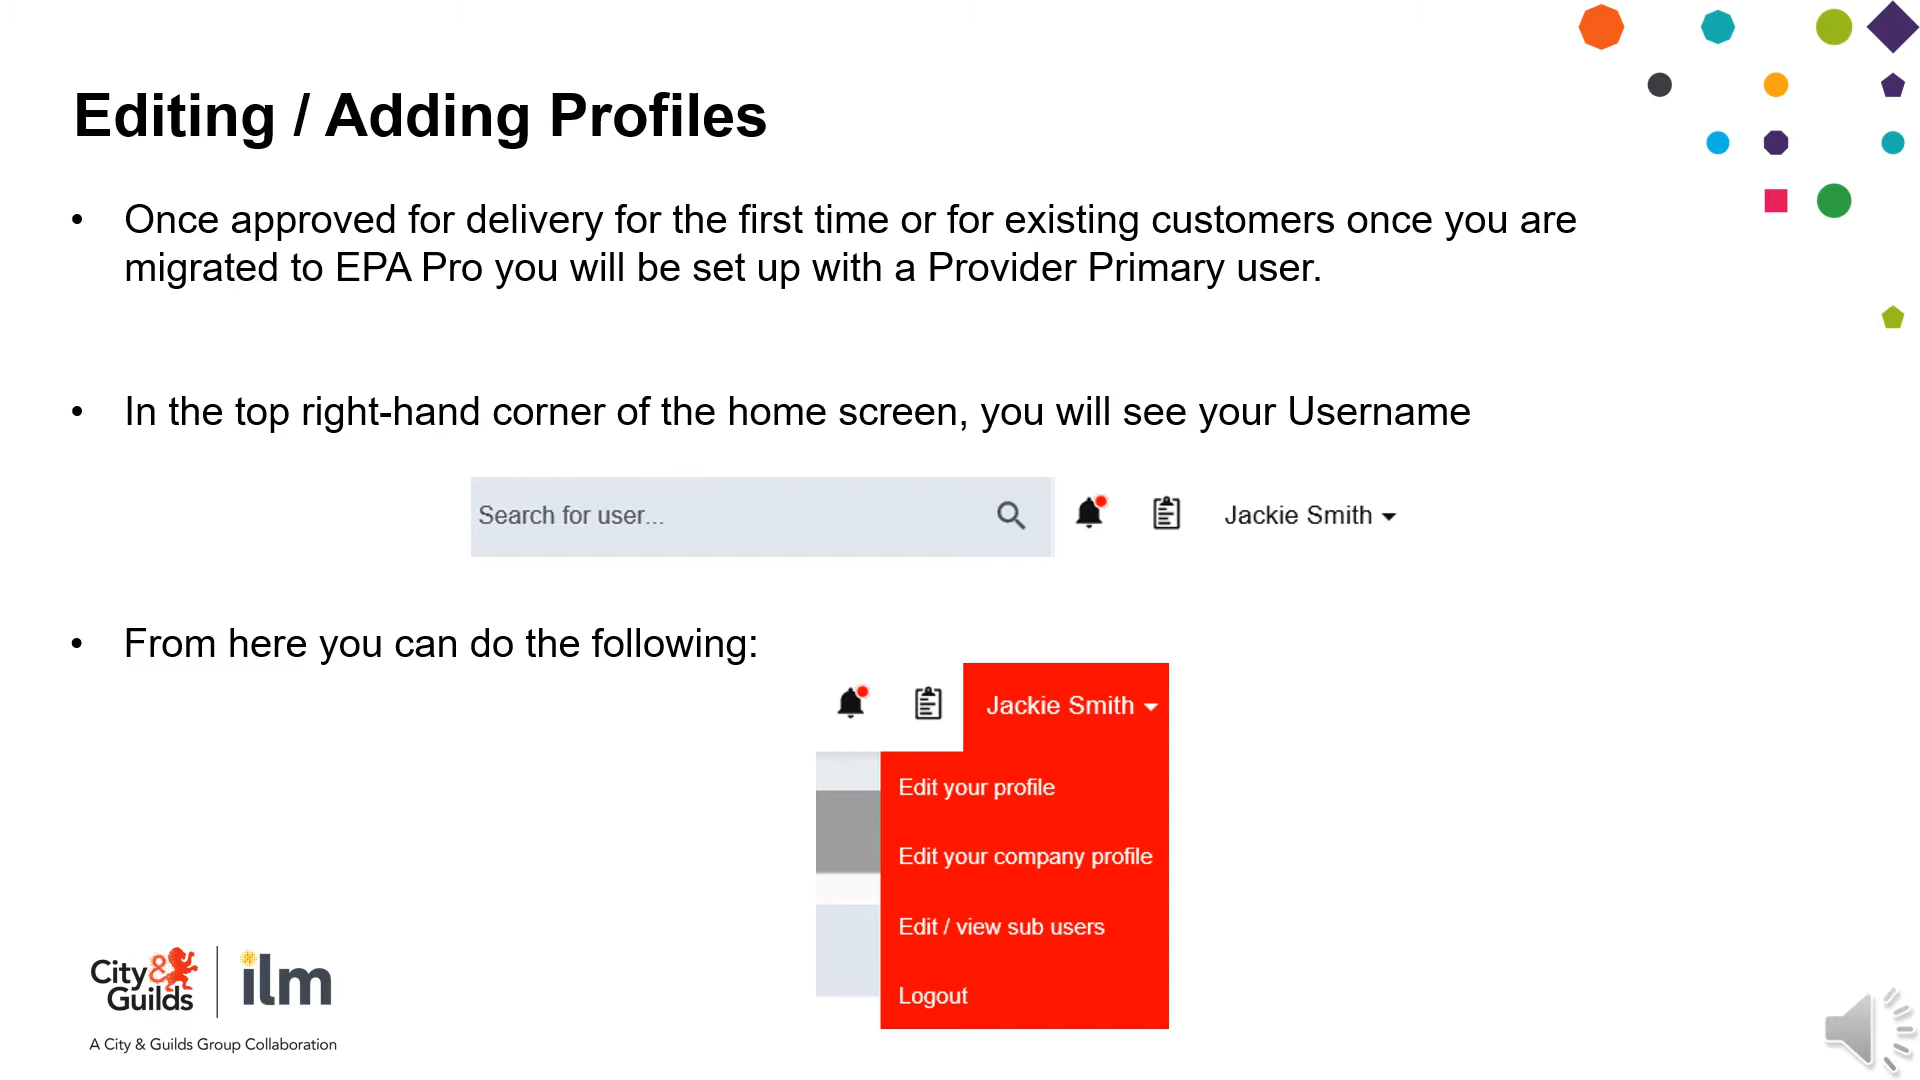 Editing / Adding Profiles
• Once approved for delivery for the first time or for existing customers once you are
migrated to EPA Pro you will be set up with a Provider Primary user.
• In the top right-hand corner of the home screen, you will see your Username
Search for user...
Jackie Smith
• From here you can do the following:
Jackie Smith
Edit your profile
Edit your company profile
Edit / view sub users
Logout
City &
Guilds
ilm
A City & Guilds Group Collaboration